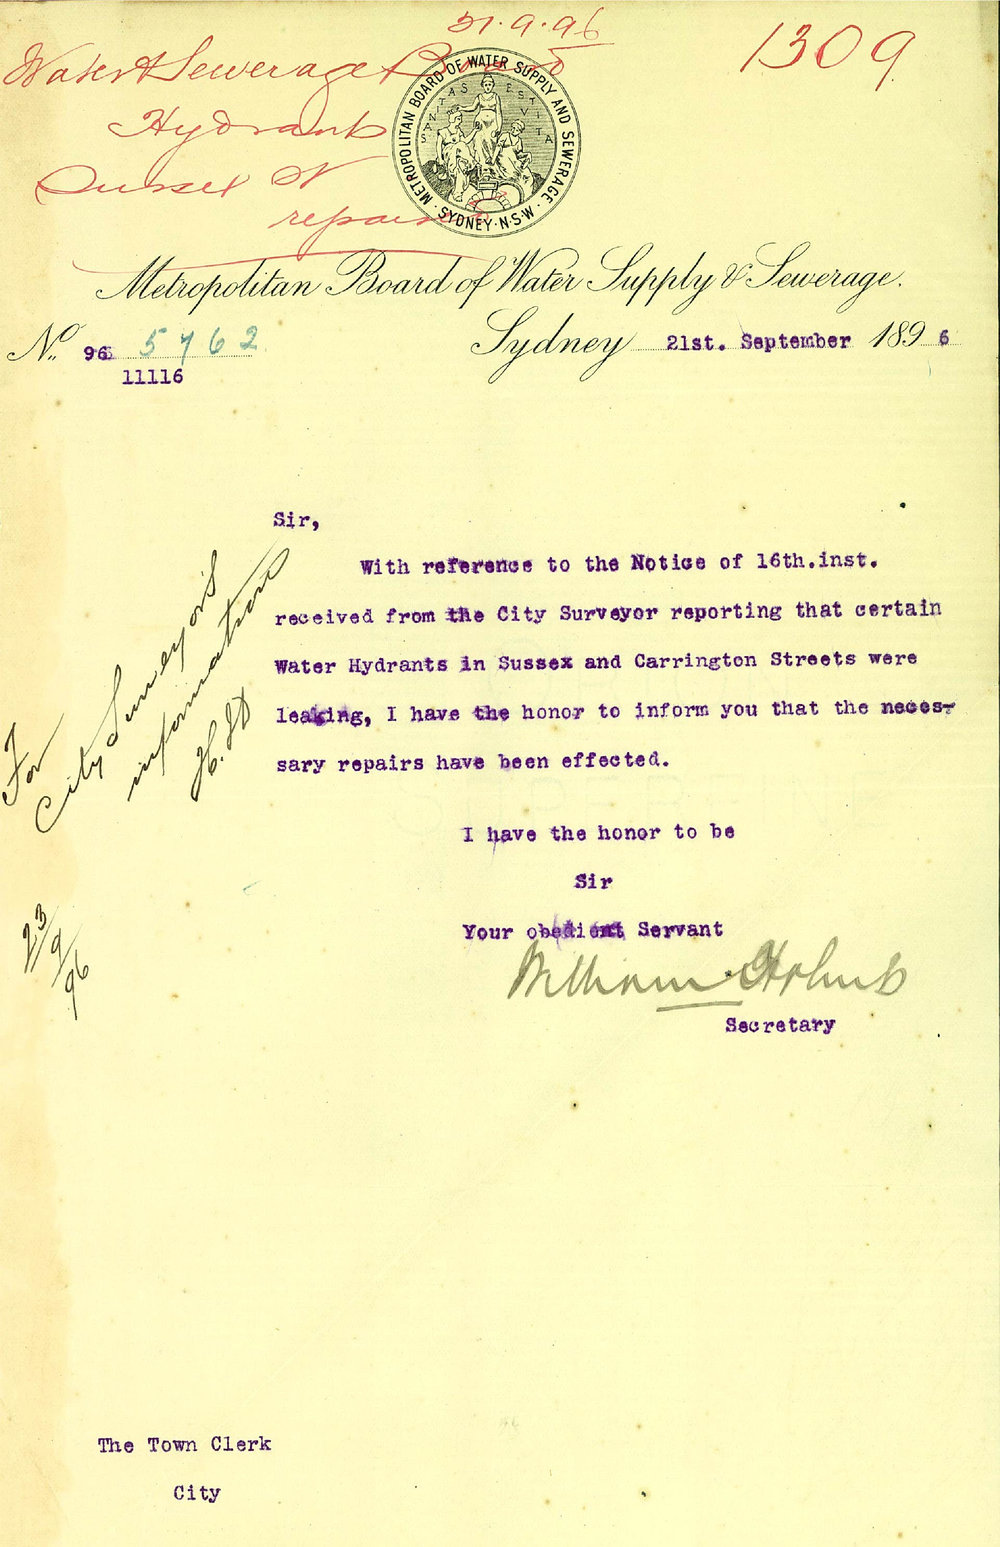 21.9.96
1309
Water & Sewerage Board
Hydrants
Sussex St
repairs
METROPOLITAN BOARD OF WATER SUPPLY AND SEWERAGE.
SANITAS EST VITA
· SYDNEY·N·S·W ·
Metropolitan Board of Water Supply & Sewerage.
No. 96 5762
11116
Sydney 21st. September 1896
Sir,
With reference to the Notice of 16th.inst.
received from the City Surveyor reporting that certain
Water Hydrants in Sussex and Carrington Streets were
leaking, I have the honor to inform you that the neces-
sary repairs have been effected.
For
City Surveyor's
information
23/9/96
I have the honor to be
Sir
Your obedient Servant
William Holmes
Secretary
The Town Clerk
City